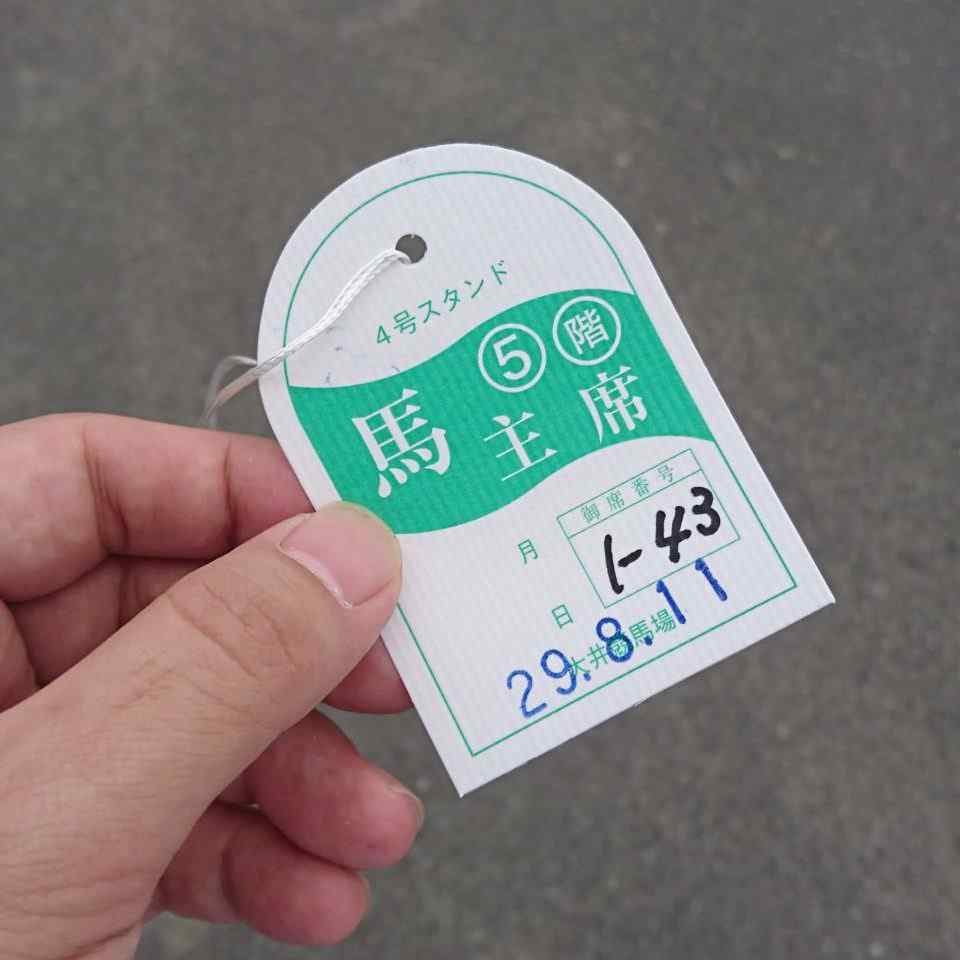 4号スタンド
5階
馬主席
御席番号
1-43
月
日
大井競馬場
29.8.11